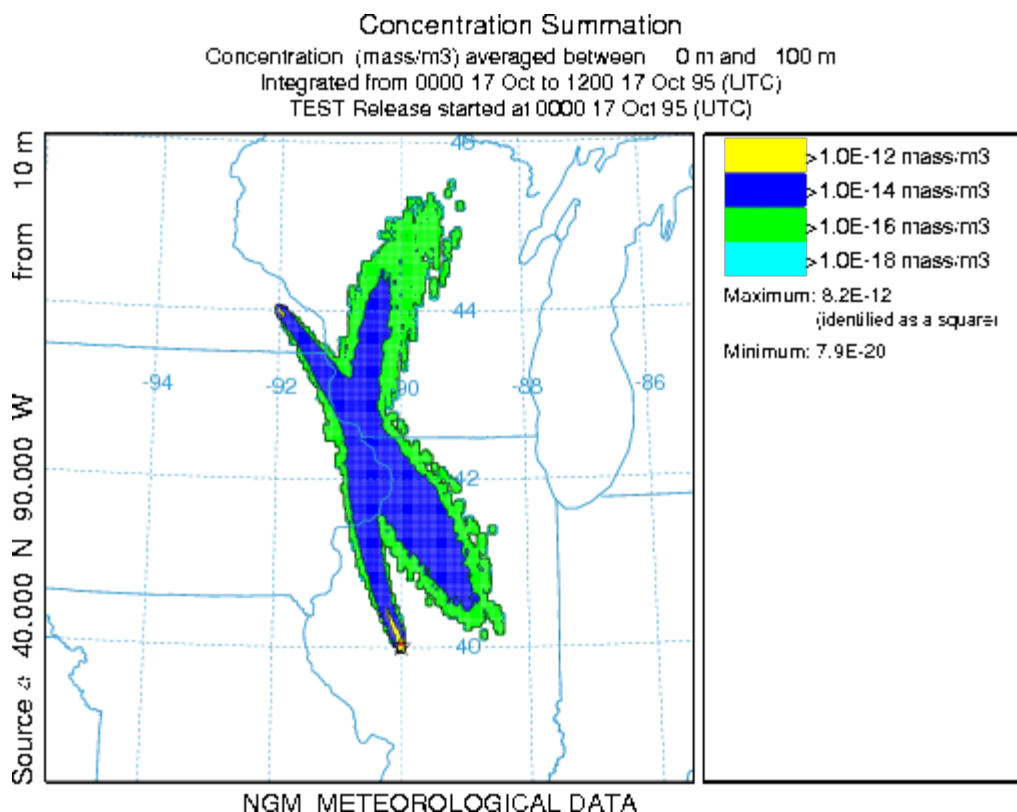 Concentration Summation
Concentration (mass/m3) averaged between 0 m and 100 m
Integrated from 0000 17 Oct to 1200 17 Oct 95 (UTC)
TEST Release started at 0000 17 Oct 95 (UTC)
Source 40.000 N 90.000 W from 10 m
>1.0E-12 mass/m3
>1.0E-14 mass/m3
>1.0E-16 mass/m3
>1.0E-18 mass/m3
Maximum: 8.2E-12
(identified as a square)
Minimum: 7.9E-20
44
-94
-92
-90
-88
-86
42
40
NGM METEOROLOGICAL DATA